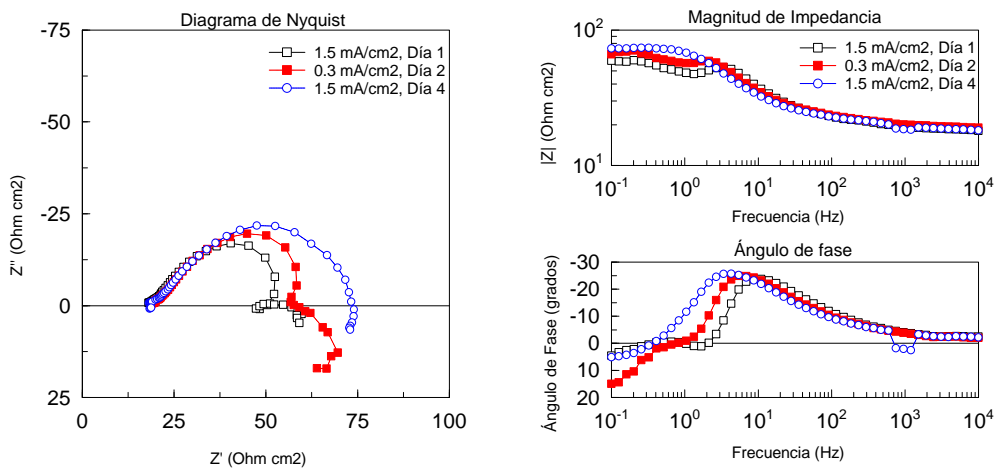 Diagrama de Nyquist
-75
-50
-25
0
25
Z'' (Ohm cm2)
1.5 mA/cm2, Día 1
0.3 mA/cm2, Día 2
1.5 mA/cm2, Día 4
0 25 50 75 100
Z' (Ohm cm2)
Magnitud de Impedancia
10^2
10^1
|Z| (Ohm cm2)
1.5 mA/cm2, Día 1
0.3 mA/cm2, Día 2
1.5 mA/cm2, Día 4
10^-1 10^0 10^1 10^2 10^3 10^4
Frecuencia (Hz)
Ángulo de fase
-30
-20
-10
0
10
20
Ángulo de Fase (grados)
10^-1 10^0 10^1 10^2 10^3 10^4
Frecuencia (Hz)